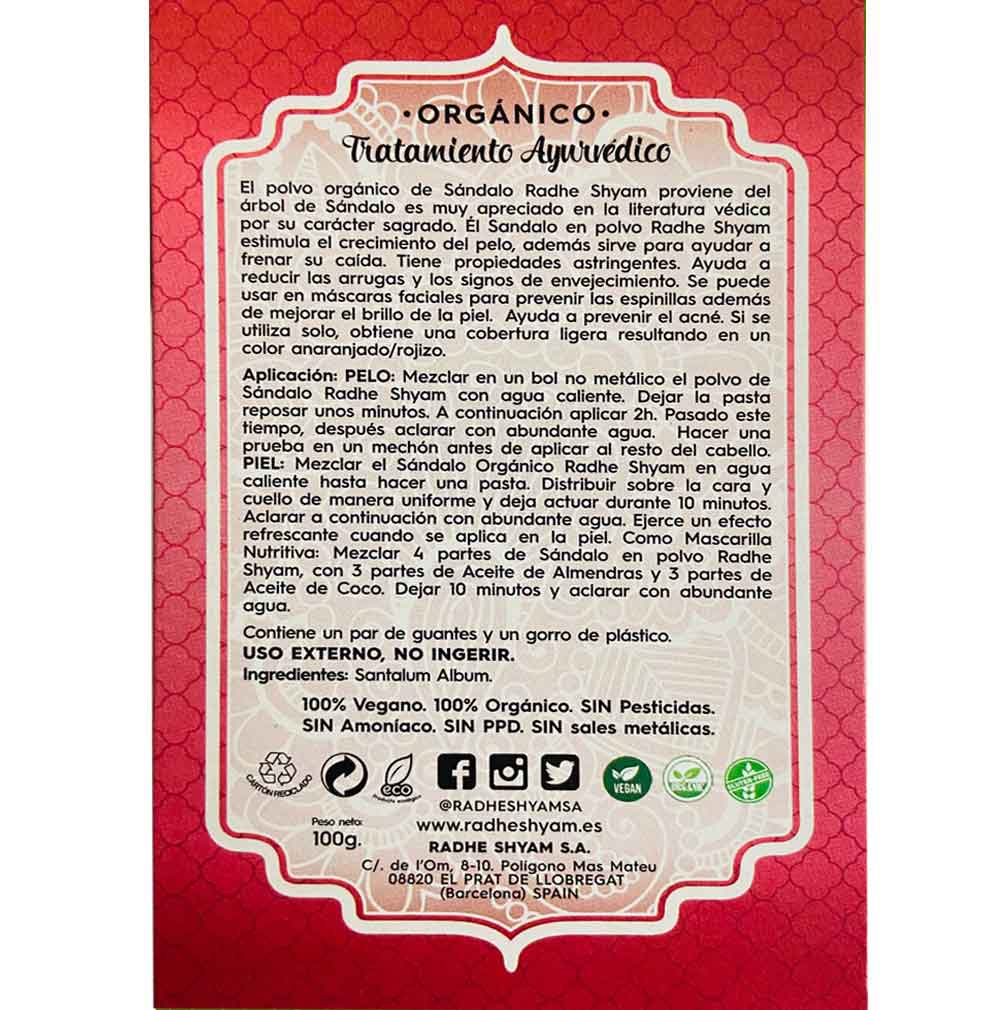 ·ORGÁNICO·
Tratamiento Ayurvédico
El polvo orgánico de Sándalo Radhe Shyam proviene del
árbol de Sándalo es muy apreciado en la literatura védica
por su carácter sagrado. El Sandalo en polvo Radhe Shyam
estimula el crecimiento del pelo, además sirve para ayudar a
frenar su caída. Tiene propiedades astringentes. Ayuda a
reducir las arrugas y los signos de envejecimiento. Se puede
usar en máscaras faciales para prevenir las espinillas además
de mejorar el brillo de la piel. Ayuda a prevenir el acné. Si se
utiliza solo, obtiene una cobertura ligera resultando en un
color anaranjado/rojizo.
Aplicación: PELO: Mezclar en un bol no metálico el polvo de
Sándalo Radhe Shyam con agua caliente. Dejar la pasta
reposar unos minutos. A continuación aplicar 2h. Pasado este
tiempo, después aclarar con abundante agua. Hacer una
prueba en un mechón antes de aplicar al resto del cabello.
PIEL: Mezclar el Sándalo Orgánico Radhe Shyam en agua
caliente hasta hacer una pasta. Distribuir sobre la cara y
cuello de manera uniforme y deja actuar durante 10 minutos.
Aclarar a continuación con abundante agua. Ejerce un efecto
refrescante cuando se aplica en la piel. Como Mascarilla
Nutritiva: Mezclar 4 partes de Sándalo en polvo Radhe
Shyam, con 3 partes de Aceite de Almendras y 3 partes de
Aceite de Coco. Dejar 10 minutos y aclarar con abundante
agua.
Contiene un par de guantes y un gorro de plástico.
USO EXTERNO, NO INGERIR.
Ingredientes: Santalum Album.
100% Vegano. 100% Orgánico. SIN Pesticidas.
SIN Amoníaco. SIN PPD. SIN sales metálicas.
CARTÓN RECICLADO
eco
Producto ecológico
VEGAN
ORGANIC
GLUTEN-FREE
@RADHESHYAMSA
Peso neto:
100g.
www.radheshyam.es
RADHE SHYAM S.A.
C/. de l'Om, 8-10. Polígono Mas Mateu
08820 EL PRAT DE LLOBREGAT
(Barcelona) SPAIN